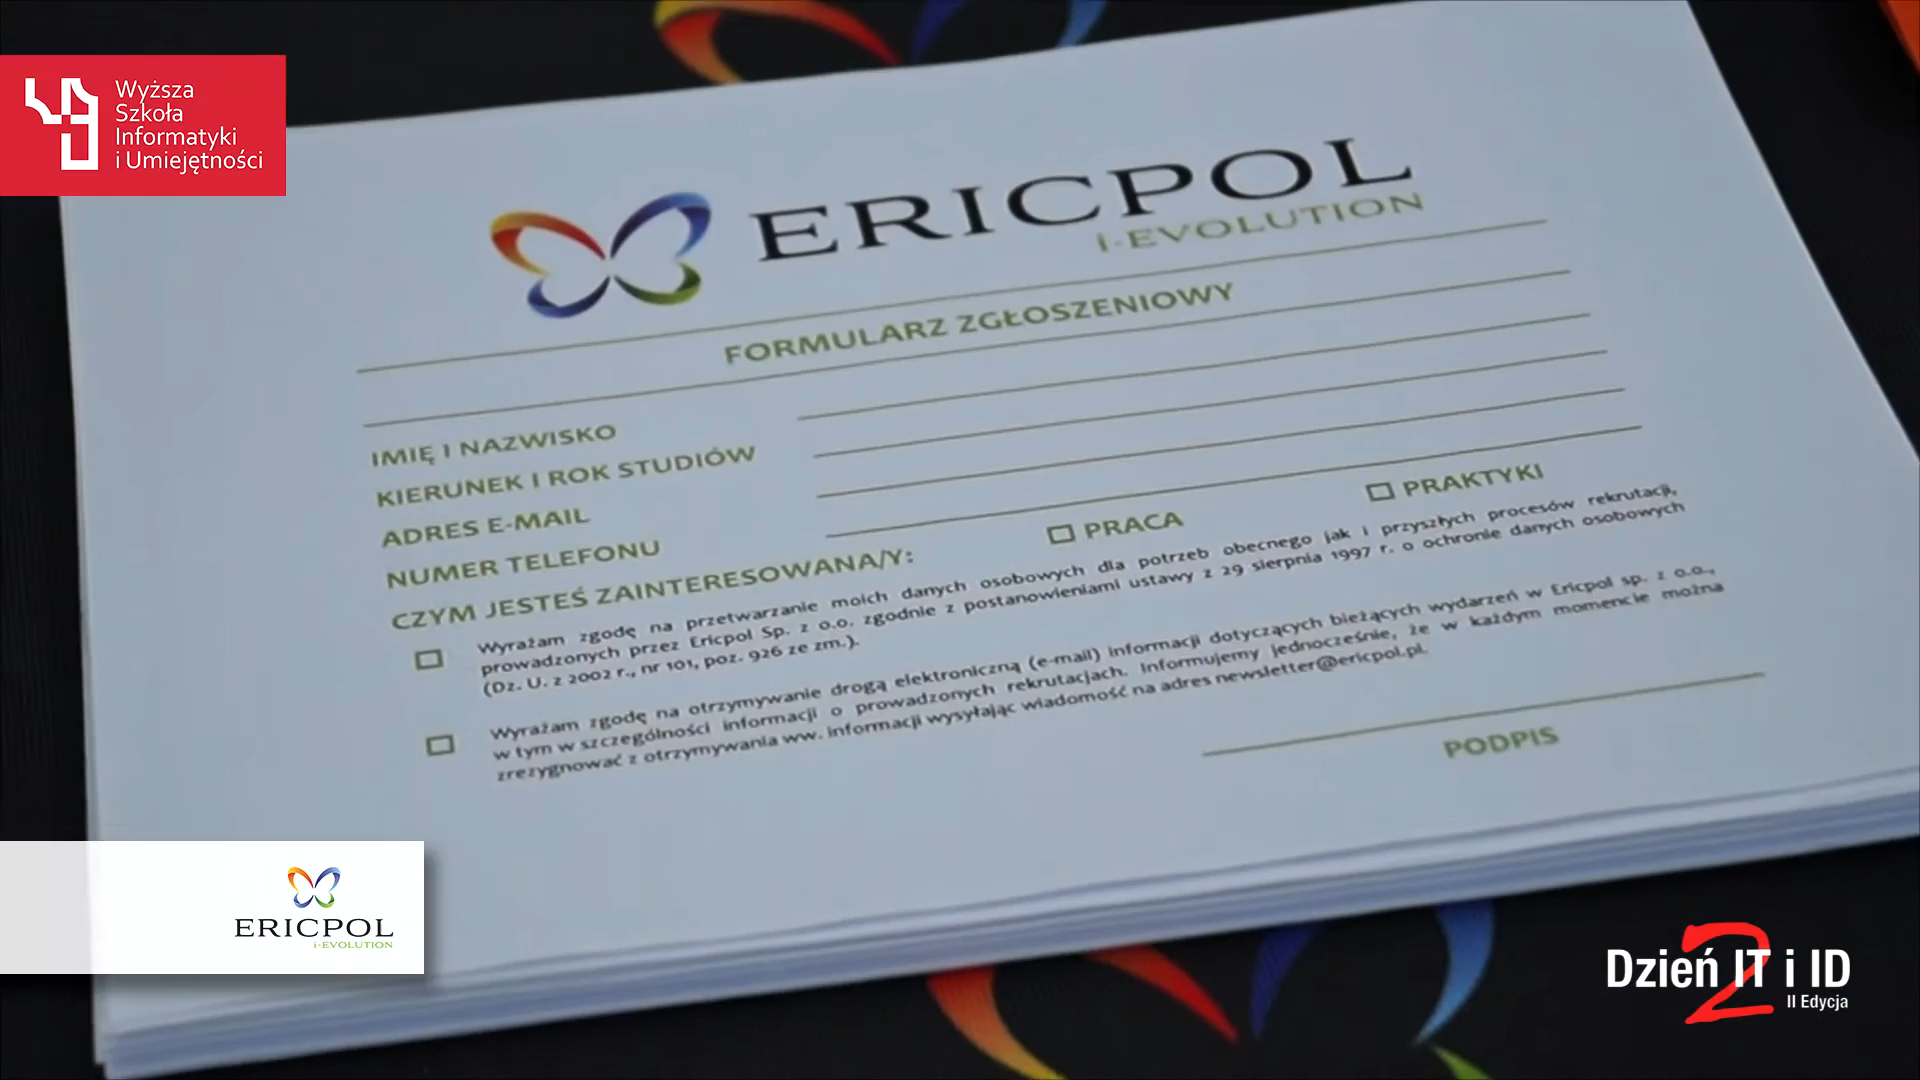 Wyższa
Szkoła
Informatyki
i Umiejętności
ERICPOL
i-EVOLUTION
FORMULARZ ZGŁOSZENIOWY
IMIĘ I NAZWISKO
KIERUNEK I ROK STUDIÓW
ADRES E-MAIL
NUMER TELEFONU
CZYM JESTEŚ ZAINTERESOWANA/Y: PRACA PRAKTYKI
Wyrażam zgodę na przetwarzanie moich danych osobowych dla potrzeb obecnego jak i przyszłych procesów rekrutacji,
prowadzonych przez Ericpol Sp. z o.o. zgodnie z postanowieniami ustawy z 29 sierpnia 1997 r. o ochronie danych osobowych
(Dz. U. z 2002 r., nr 101, poz. 926 ze zm.).
Wyrażam zgodę na otrzymywanie drogą elektroniczną (e-mail) informacji dotyczących bieżących wydarzeń w Ericpol sp. z o.o.,
w tym w szczególności informacji o prowadzonych rekrutacjach. Informujemy jednocześnie, że w każdym momencie można
zrezygnować z otrzymywania ww. informacji wysyłając wiadomość na adres newsletter@ericpol.pl.
PODPIS
ERICPOL
i-EVOLUTION
Dzień IT i ID
2
II Edycja